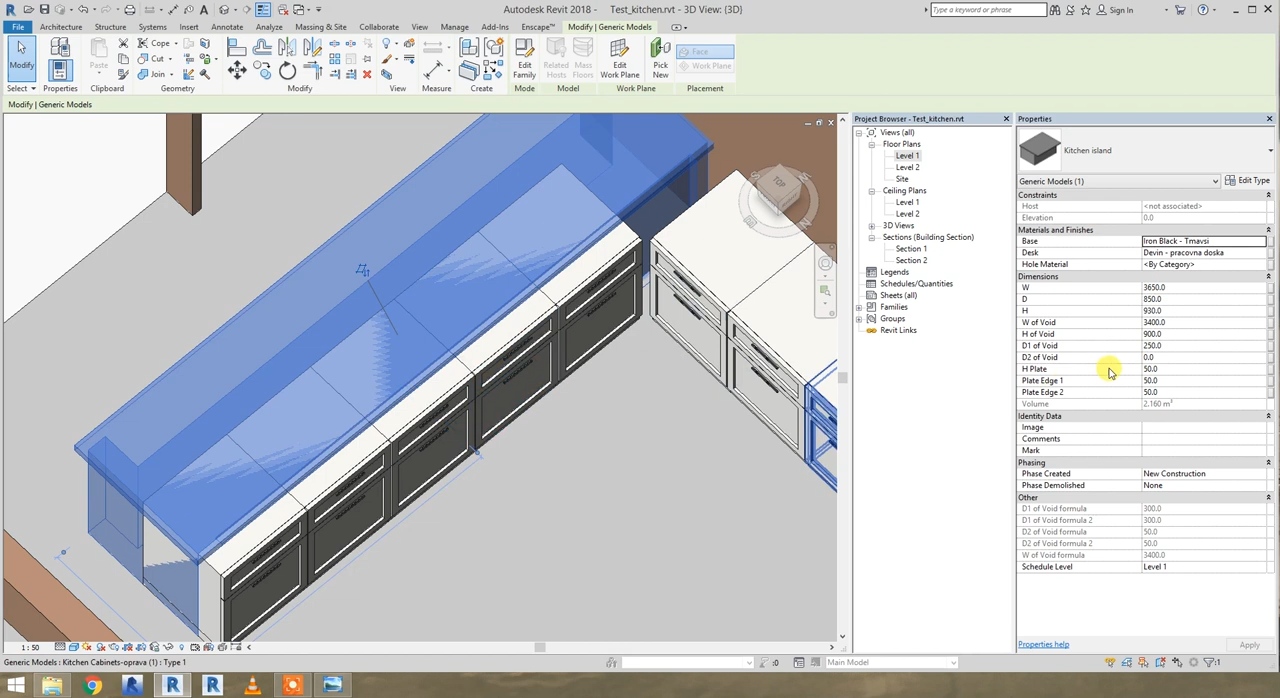 Autodesk Revit 2018 - Test_kitchen.rvt - 3D View: {3D}
Type a keyword or phrase
Sign In
File Architecture Structure Systems Insert Annotate Analyze Massing & Site Collaborate View Manage Add-Ins Enscape™ Modify | Generic Models
Modify
Paste
Cope
Cut
Join
Edit Family
Related Hosts
Mass Floors
Edit Work Plane
Pick New
Face
Work Plane
Select Properties Clipboard Geometry Modify View Measure Create Mode Model Work Plane Placement
Modify | Generic Models
Project Browser - Test_kitchen.rvt
Views (all)
Floor Plans
Level 1
Level 2
Site
Ceiling Plans
Level 1
Level 2
3D Views
Sections (Building Section)
Section 1
Section 2
Legends
Schedules/Quantities
Sheets (all)
Families
Groups
Revit Links
TOP
Properties
Kitchen island
Generic Models (1) Edit Type
Constraints
Host <not associated>
Elevation 0.0
Materials and Finishes
Base Iron Black - Tmavsi
Desk Devin - pracovna doska
Hole Material <By Category>
Dimensions
W 3650.0
D 850.0
H 930.0
W of Void 3400.0
H of Void 900.0
D1 of Void 250.0
D2 of Void 0.0
H Plate 50.0
Plate Edge 1 50.0
Plate Edge 2 50.0
Volume 2.160 m³
Identity Data
Image
Comments
Mark
Phasing
Phase Created New Construction
Phase Demolished None
Other
D1 of Void formula 300.0
D1 of Void formula 2 300.0
D2 of Void formula 50.0
D2 of Void formula 2 50.0
W of Void formula 3400.0
Schedule Level Level 1
Properties help Apply
1 : 50
Generic Models : Kitchen Cabinets-oprava (1) : Type 1
:0
Main Model
:1